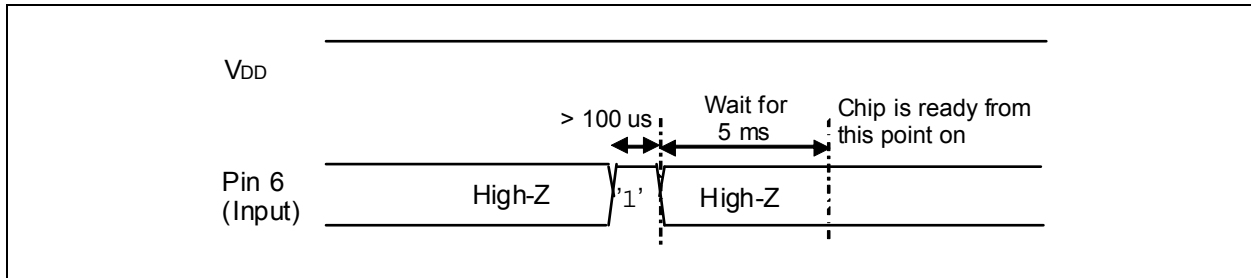 VDD
> 100 us
Wait for
5 ms
Chip is ready from
this point on
Pin 6
(Input)
High-Z
'1'
High-Z